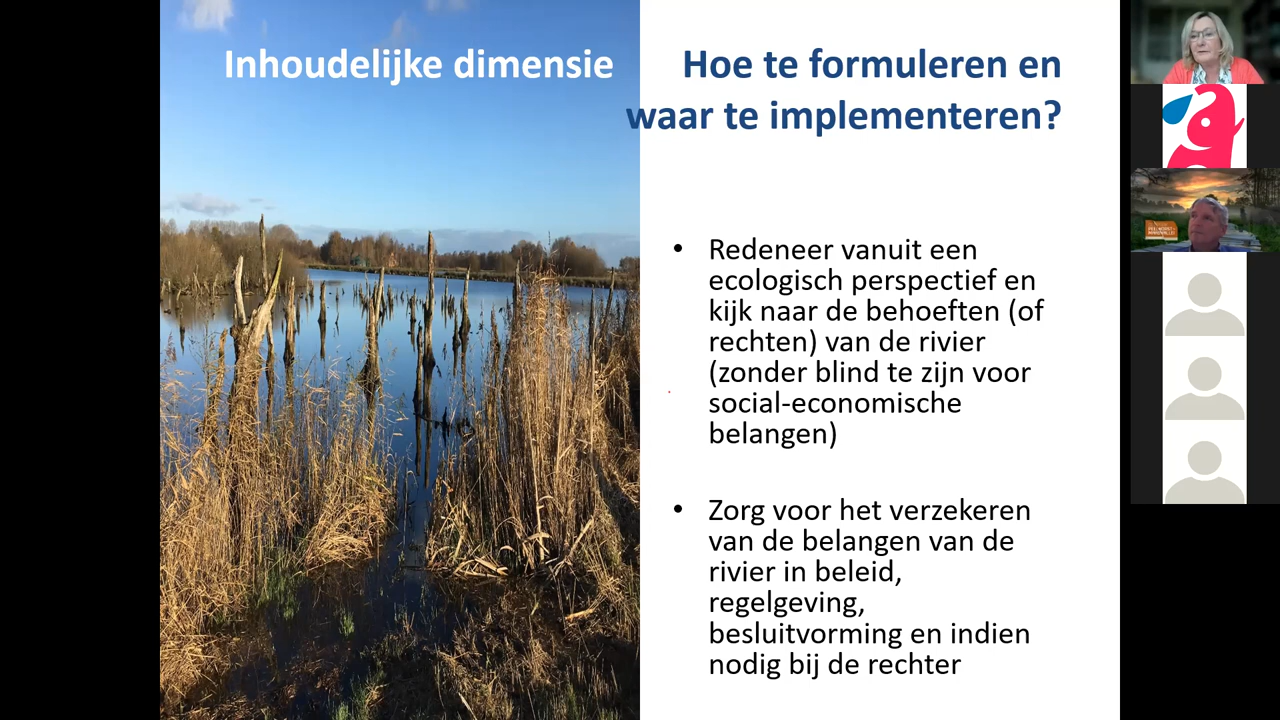 Inhoudelijke dimensie
Hoe te formuleren en
waar te implementeren?
• Redeneer vanuit een
ecologisch perspectief en
kijk naar de behoeften (of
rechten) van de rivier
(zonder blind te zijn voor
social-economische
belangen)
• Zorg voor het verzekeren
van de belangen van de
rivier in beleid,
regelgeving,
besluitvorming en indien
nodig bij de rechter